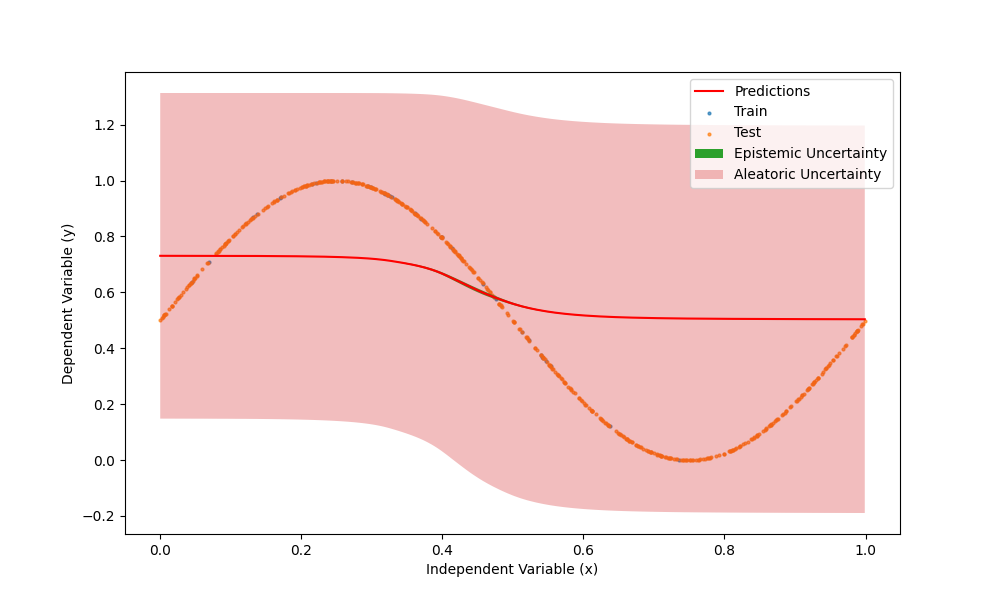 Predictions
Train
Test
Epistemic Uncertainty
Aleatoric Uncertainty
1.2
1.0
0.8
0.6
0.4
0.2
0.0
−0.2
Dependent Variable (y)
0.0 0.2 0.4 0.6 0.8 1.0
Independent Variable (x)